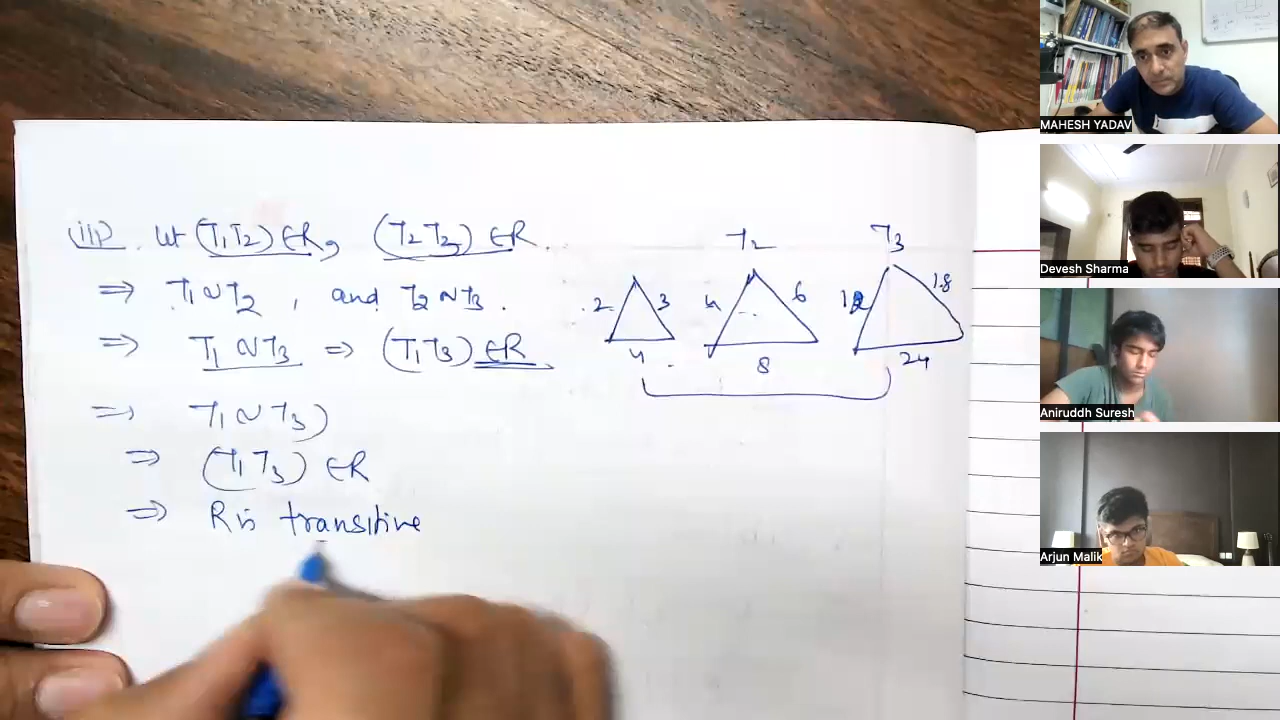 (iii) Let (T1 T2) ∈ R, (T2 T3) ∈ R.
⇒ T1 ~ T2, and T2 ~ T3.
⇒ T1 ~ T3 ⇒ (T1 T3) ∈ R
⇒ T1 ~ T3)
⇒ (T1 T3) ∈ R
⇒ R is transitive
T2
T3
2 3
4
4 6
8
12 18
24
MAHESH YADAV
Devesh Sharma
Aniruddh Suresh
Arjun Malik